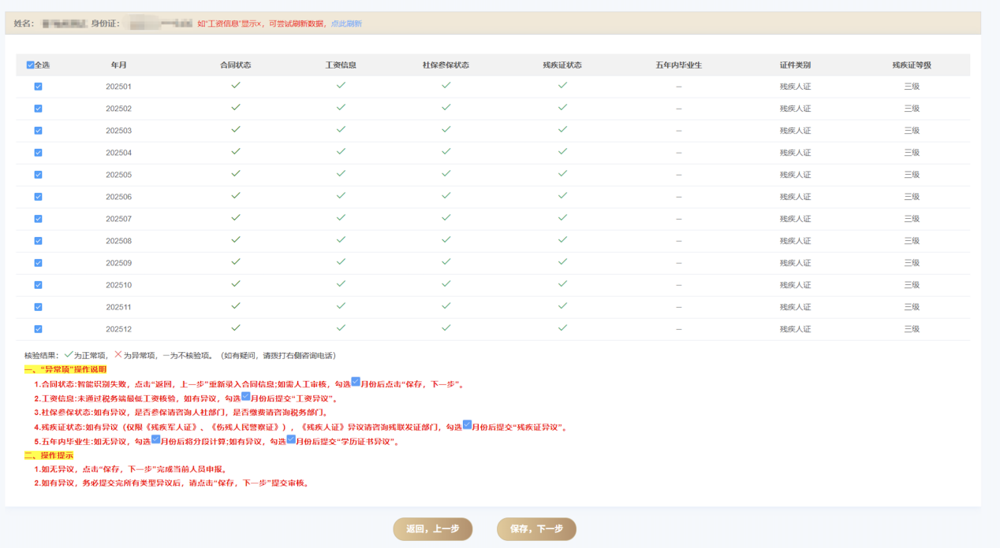 姓名： 身份证： 如"工资信息"显示×，可尝试刷新数据，点此刷新
全选 年月 合同状态 工资信息 社保参保状态 残疾证状态 五年内毕业生 证件类别 残疾证等级
202501 ✓ ✓ ✓ ✓ — 残疾人证 三级
202502 ✓ ✓ ✓ ✓ — 残疾人证 三级
202503 ✓ ✓ ✓ ✓ — 残疾人证 三级
202504 ✓ ✓ ✓ ✓ — 残疾人证 三级
202505 ✓ ✓ ✓ ✓ — 残疾人证 三级
202506 ✓ ✓ ✓ ✓ — 残疾人证 三级
202507 ✓ ✓ ✓ ✓ — 残疾人证 三级
202508 ✓ ✓ ✓ ✓ — 残疾人证 三级
202509 ✓ ✓ ✓ ✓ — 残疾人证 三级
202510 ✓ ✓ ✓ ✓ — 残疾人证 三级
202511 ✓ ✓ ✓ ✓ — 残疾人证 三级
202512 ✓ ✓ ✓ ✓ — 残疾人证 三级
核验结果：✓为正常项，×为异常项，—为不核验项。（如有疑问，请拨打右侧咨询电话）
一、“异常项”操作说明
1.合同状态:智能识别失败，点击“返回，上一步”重新录入合同信息;如需人工审核，勾选☑月份后点击“保存，下一步”。
2.工资信息:未通过税务端最低工资核验，如有异议，勾选☑月份后提交“工资异议”。
3.社保参保状态:如有异议，是否参保请咨询人社部门，是否缴费请咨询税务部门。
4.残疾证状态:如有异议（仅限《残疾军人证》、《伤残人民警察证》），《残疾人证》异议请咨询残联发证部门，勾选☑月份后提交“残疾证异议”。
5.五年内毕业生:如无异议，勾选☑月份后将分段计算;如有异议，勾选☑月份后提交“学历证书异议”。
二、操作提示
1.如无异议，点击“保存，下一步”完成当前人员申报。
2.如有异议，务必提交完所有类型异议后，请点击“保存，下一步”提交审核。
返回，上一步 保存，下一步